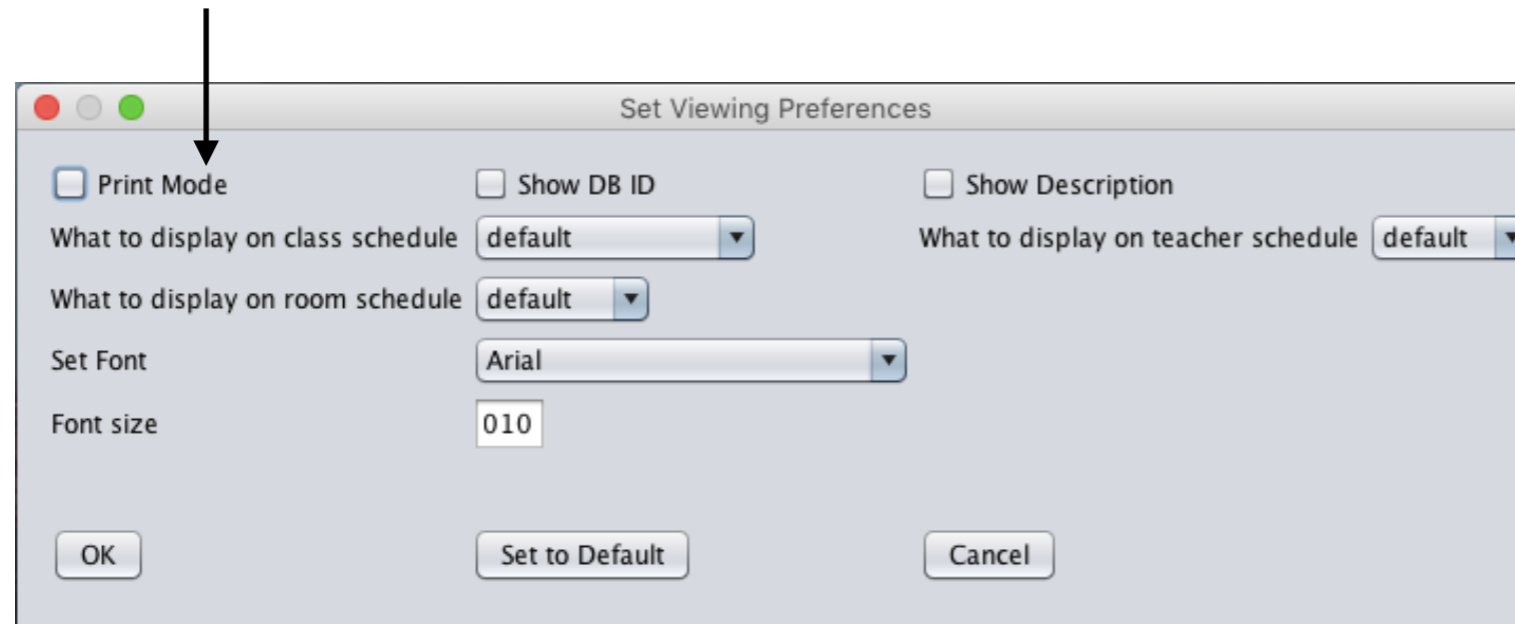 Set Viewing Preferences
Print Mode Show DB ID Show Description
What to display on class schedule default What to display on teacher schedule default
What to display on room schedule default
Set Font Arial
Font size 010
OK Set to Default Cancel